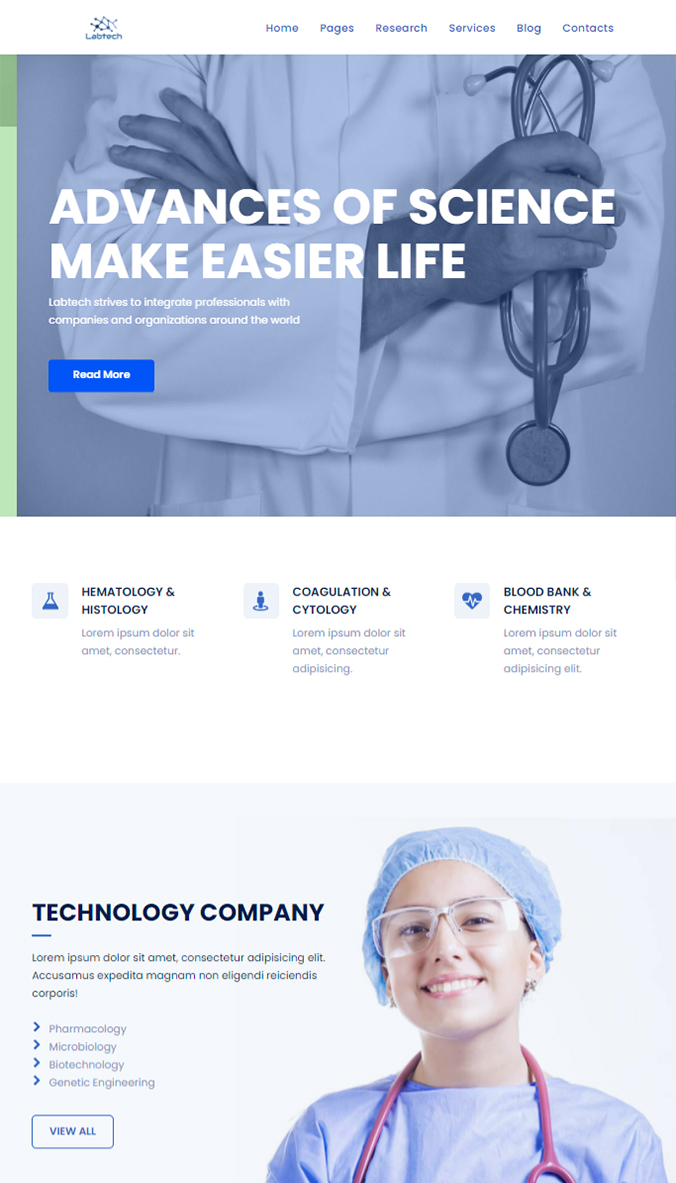 Labtech
Home Pages Research Services Blog Contacts
ADVANCES OF SCIENCE
MAKE EASIER LIFE
Labtech strives to integrate professionals with
companies and organizations around the world
Read More
HEMATOLOGY &
HISTOLOGY
Lorem ipsum dolor sit
amet, consectetur.
COAGULATION &
CYTOLOGY
Lorem ipsum dolor sit
amet, consectetur
adipisicing.
BLOOD BANK &
CHEMISTRY
Lorem ipsum dolor sit
amet, consectetur
adipisicing elit.
TECHNOLOGY COMPANY
Lorem ipsum dolor sit amet, consectetur adipisicing elit.
Accusamus expedita magnam non eligendi reiciendis
corporis!
Pharmacology
Microbiology
Biotechnology
Genetic Engineering
VIEW ALL